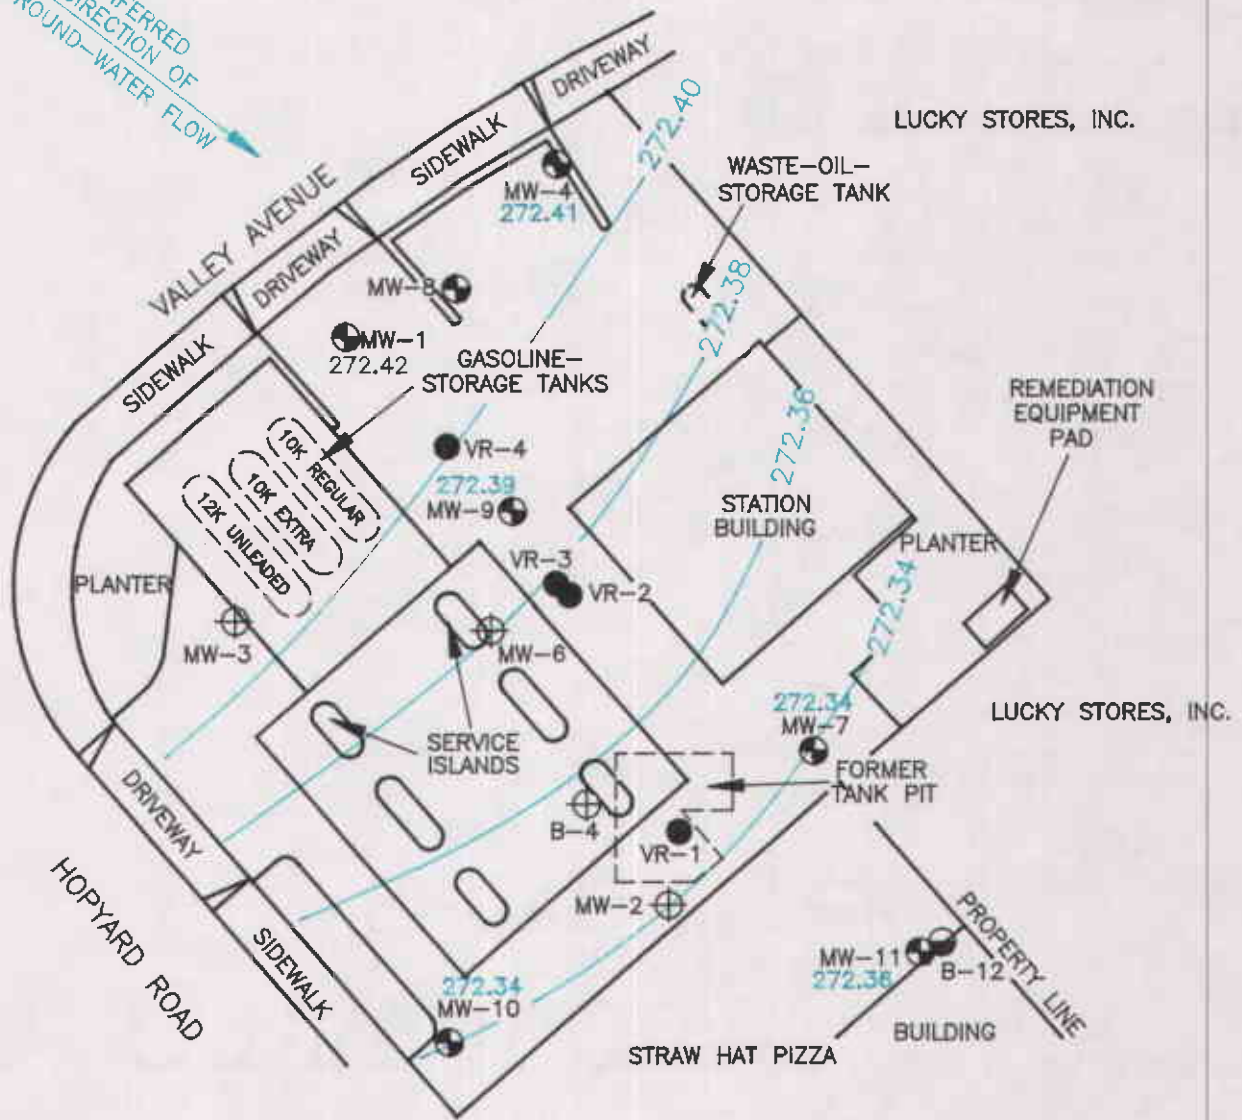 DIRECTION OF
GROUND-WATER FLOW
DRIVEWAY
LUCKY STORES, INC.
SIDEWALK
272.40
WASTE-OIL-
STORAGE TANK
MW-4
272.41
VALLEY AVENUE
DRIVEWAY
MW-8
272.38
MW-1
272.42
GASOLINE-
STORAGE TANKS
SIDEWALK
REMEDIATION
EQUIPMENT
PAD
272.36
10K REGULAR
10K EXTRA
12K UNLEADED
VR-4
272.39
MW-9
STATION
BUILDING
PLANTER
VR-3
VR-2
PLANTER
272.34
MW-3
MW-6
272.34
MW-7
LUCKY STORES, INC.
SERVICE
ISLANDS
FORMER
TANK PIT
DRIVEWAY
B-4
VR-1
HOPYARD ROAD
MW-2
PROPERTY LINE
SIDEWALK
MW-11
272.36
B-12
272.34
MW-10
BUILDING
STRAW HAT PIZZA